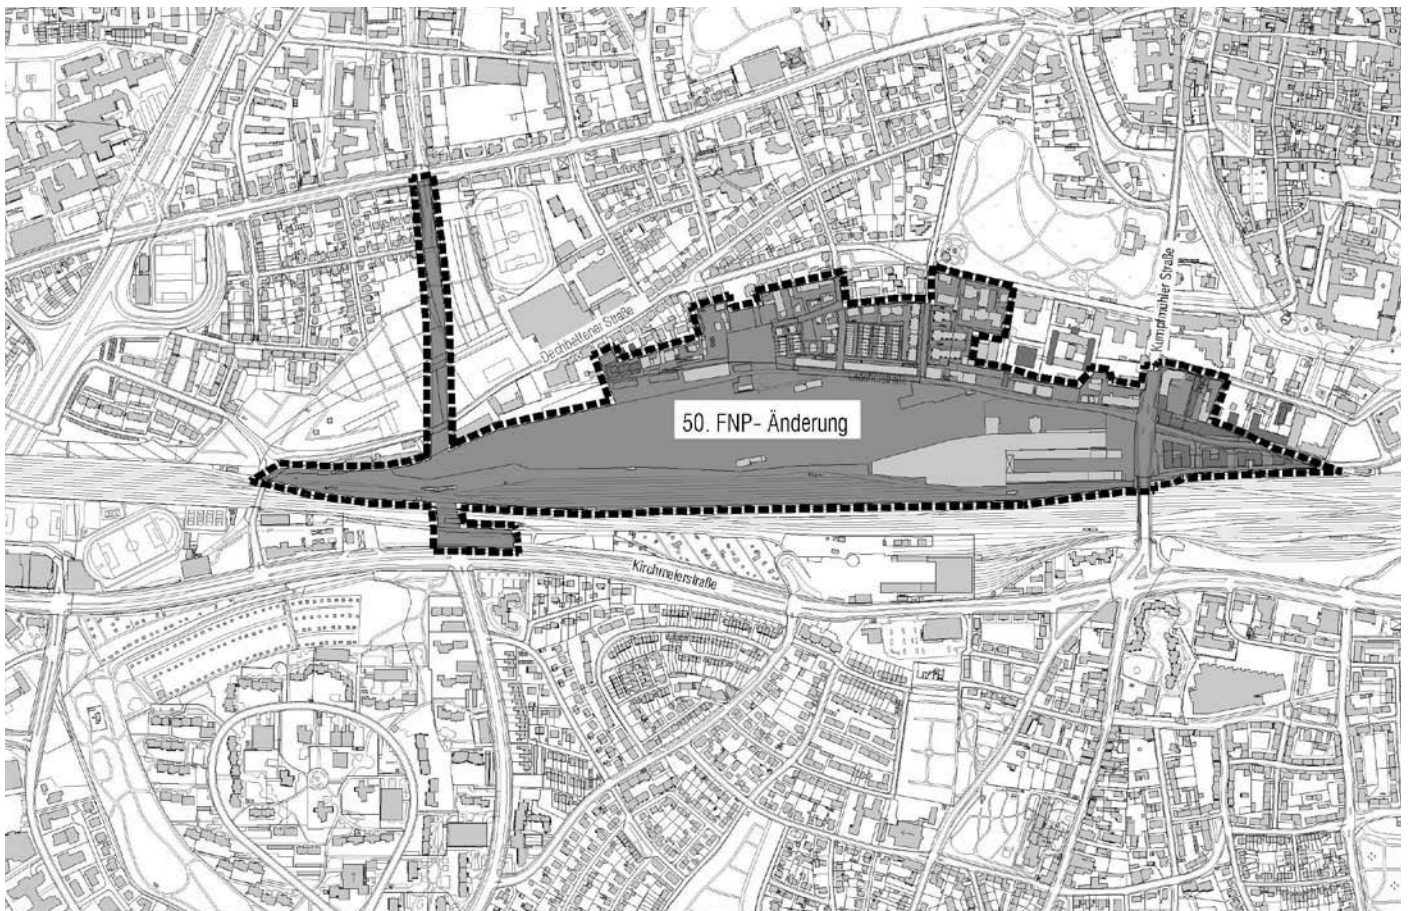 Kumpfmühler Straße
Dechbettener Straße
50. FNP- Änderung
Kirchmeierstraße